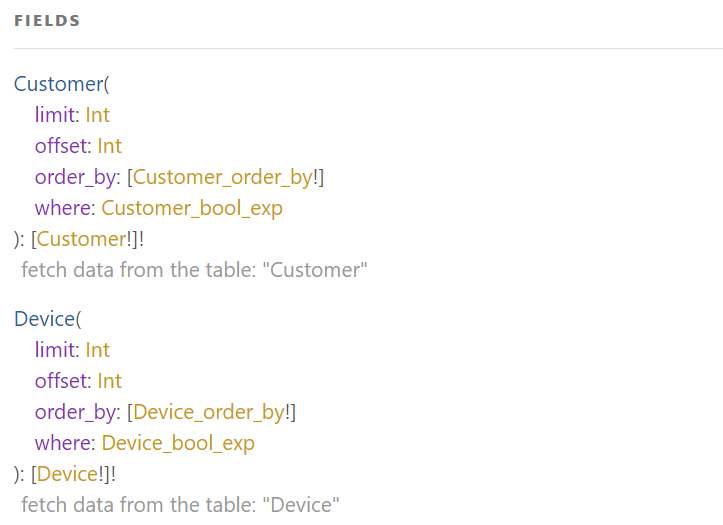 FIELDS
Customer(
limit: Int
offset: Int
order_by: [Customer_order_by!]
where: Customer_bool_exp
): [Customer!]!
fetch data from the table: "Customer"
Device(
limit: Int
offset: Int
order_by: [Device_order_by!]
where: Device_bool_exp
): [Device!]!
fetch data from the table: "Device"